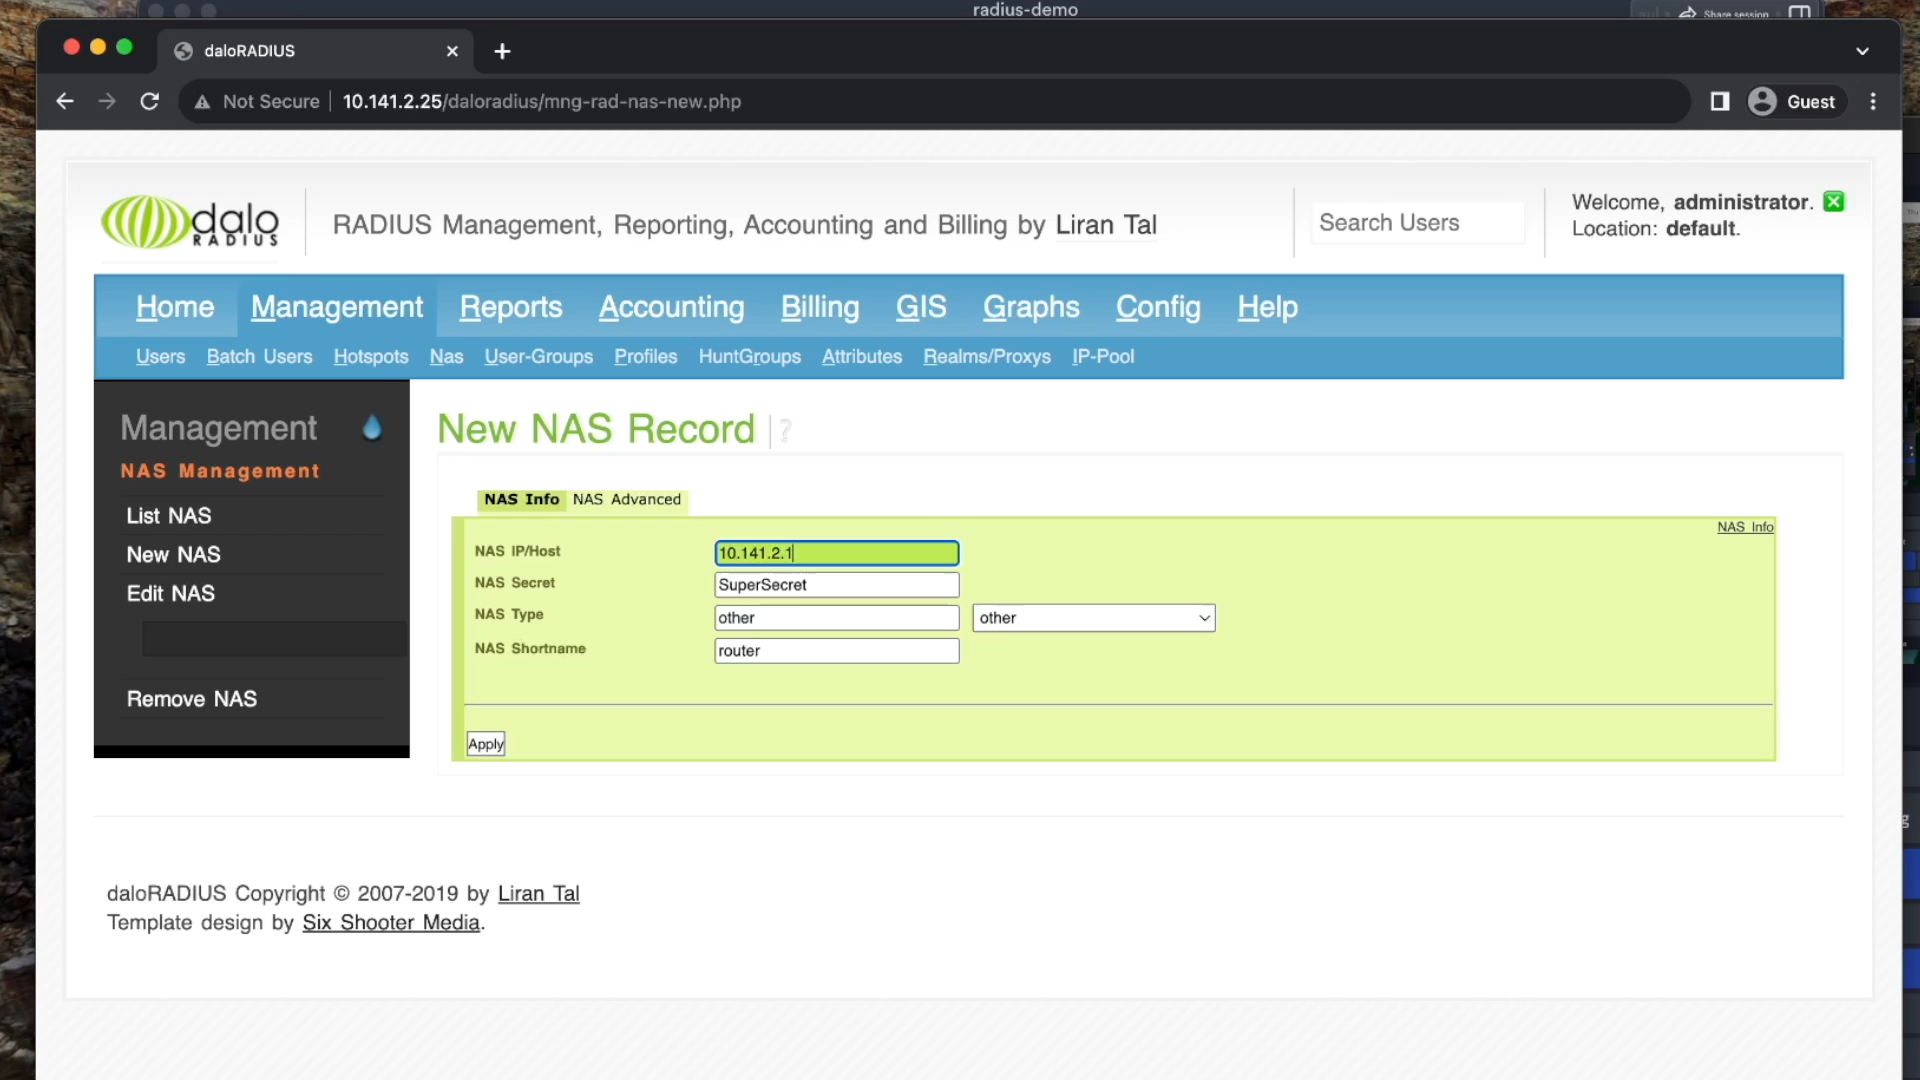 radius-demo
Share session
daloRADIUS
Not Secure 10.141.2.25/daloradius/mng-rad-nas-new.php
Guest
dalo
RADIUS
RADIUS Management, Reporting, Accounting and Billing by Liran Tal
Search Users
Welcome, administrator.
Location: default.
Home Management Reports Accounting Billing GIS Graphs Config Help
Users Batch Users Hotspots Nas User-Groups Profiles HuntGroups Attributes Realms/Proxys IP-Pool
Management
NAS Management
List NAS
New NAS
Edit NAS
Remove NAS
New NAS Record ?
NAS Info NAS Advanced
NAS Info
NAS IP/Host 10.141.2.1
NAS Secret SuperSecret
NAS Type other other
NAS Shortname router
Apply
daloRADIUS Copyright © 2007-2019 by Liran Tal
Template design by Six Shooter Media.